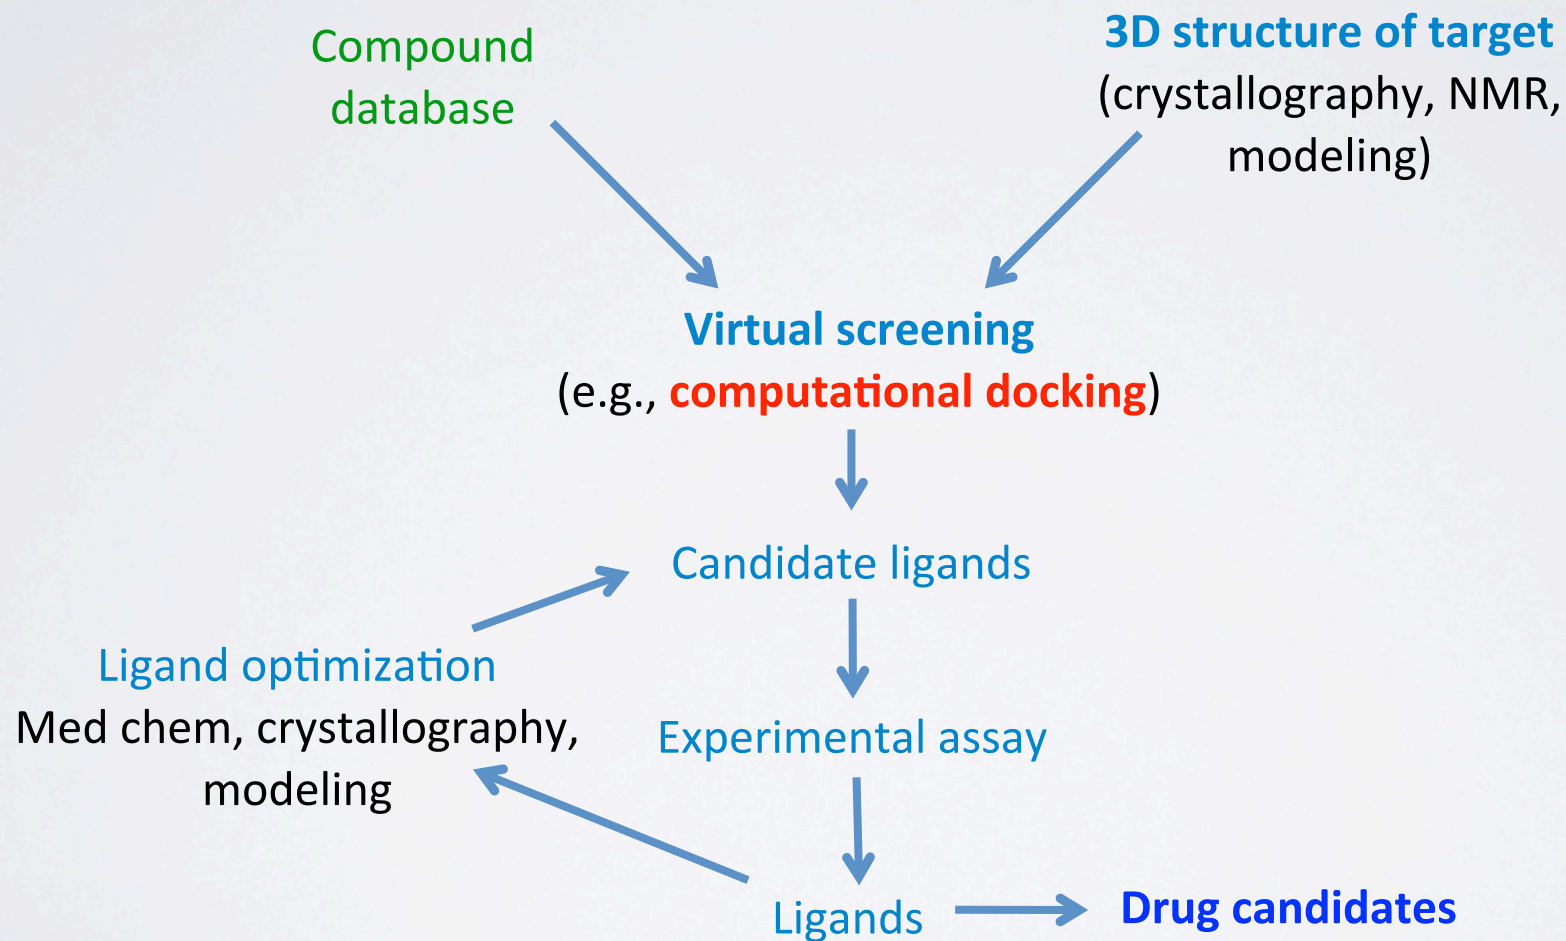 Compound
database
3D structure of target
(crystallography, NMR,
modeling)
Virtual screening
(e.g., computational docking)
Candidate ligands
Ligand optimization
Med chem, crystallography,
modeling
Experimental assay
Ligands
Drug candidates